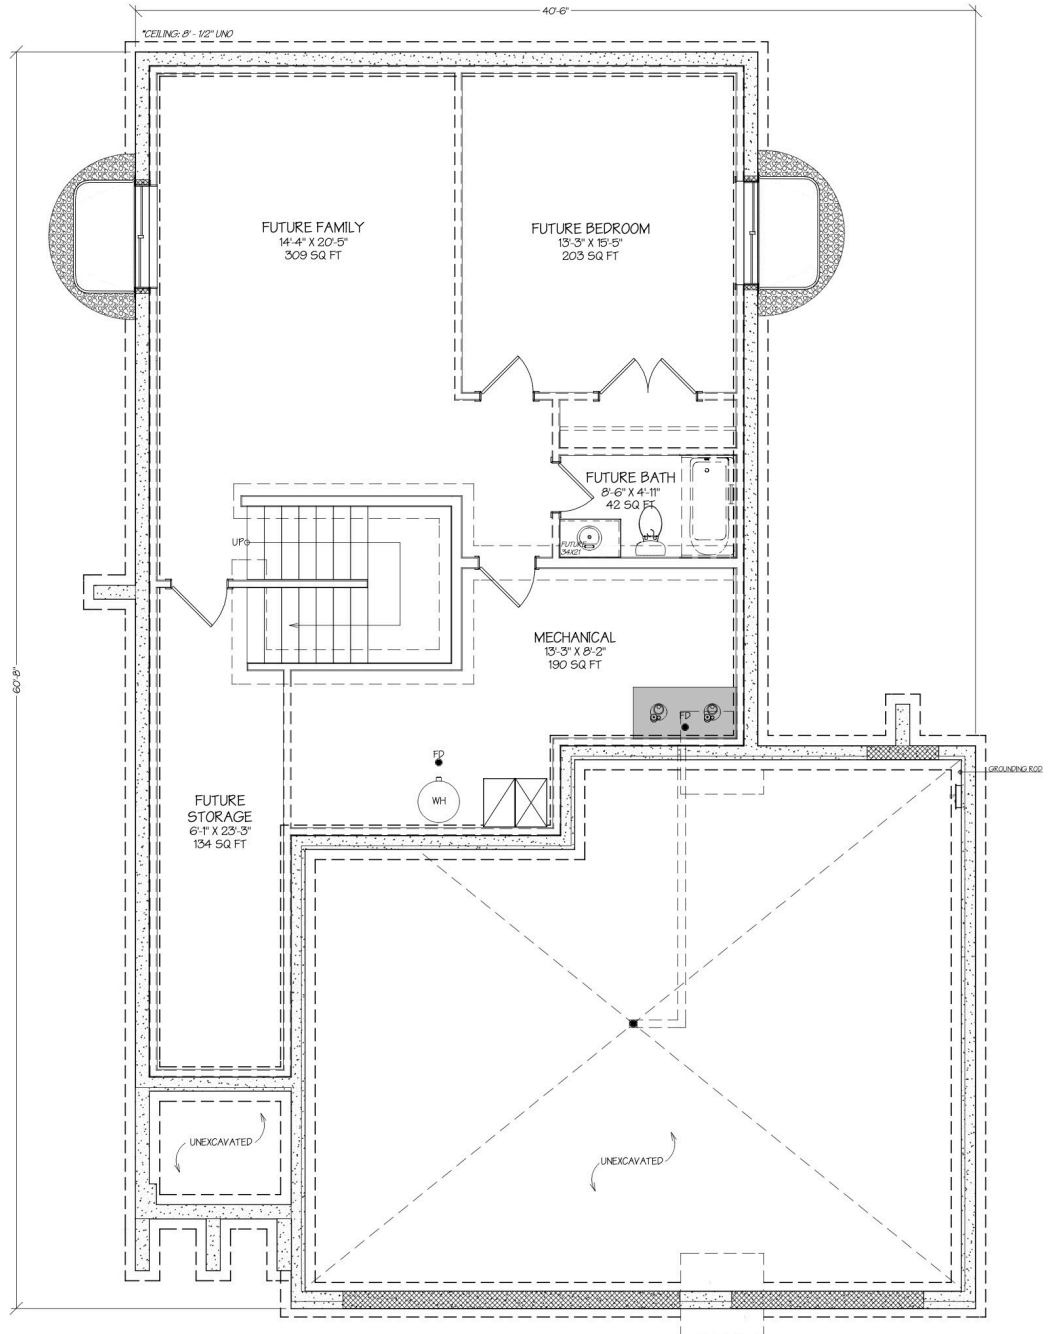 40'-6"
*CEILING: 8' - 1/2" UNO
FUTURE FAMILY
14'-4" X 20'-5"
309 SQ FT
FUTURE BEDROOM
13'-3" X 15'-5"
203 SQ FT
FUTURE BATH
8'-6" X 4'-11"
42 SQ FT
FUTURE
34X21
UP
60'-8"
MECHANICAL
13'-3" X 8'-2"
190 SQ FT
FD
FD
WH
GROUNDING ROD
FUTURE
STORAGE
6'-1" X 23'-3"
134 SQ FT
UNEXCAVATED
UNEXCAVATED